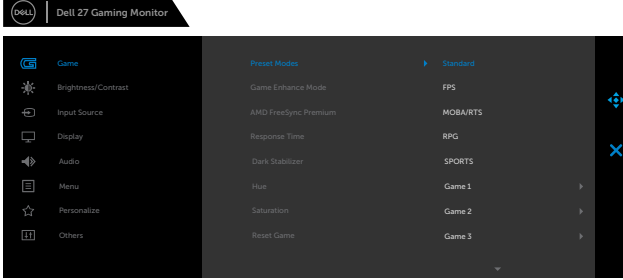 DELL Dell 27 Gaming Monitor
Game Preset Modes Standard
Brightness/Contrast Game Enhance Mode FPS
Input Source AMD FreeSync Premium MOBA/RTS
Display Response Time RPG
Audio Dark Stabilizer SPORTS
Menu Hue Game 1
Personalize Saturation Game 2
Others Reset Game Game 3